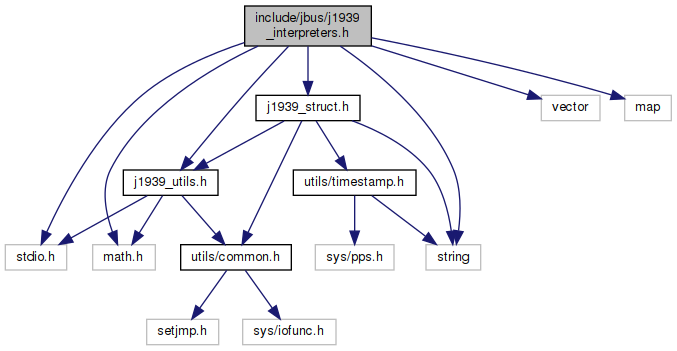 include/jbus/j1939
_interpreters.h
j1939_struct.h
vector
map
j1939_utils.h
utils/timestamp.h
stdio.h
math.h
utils/common.h
sys/pps.h
string
setjmp.h
sys/iofunc.h